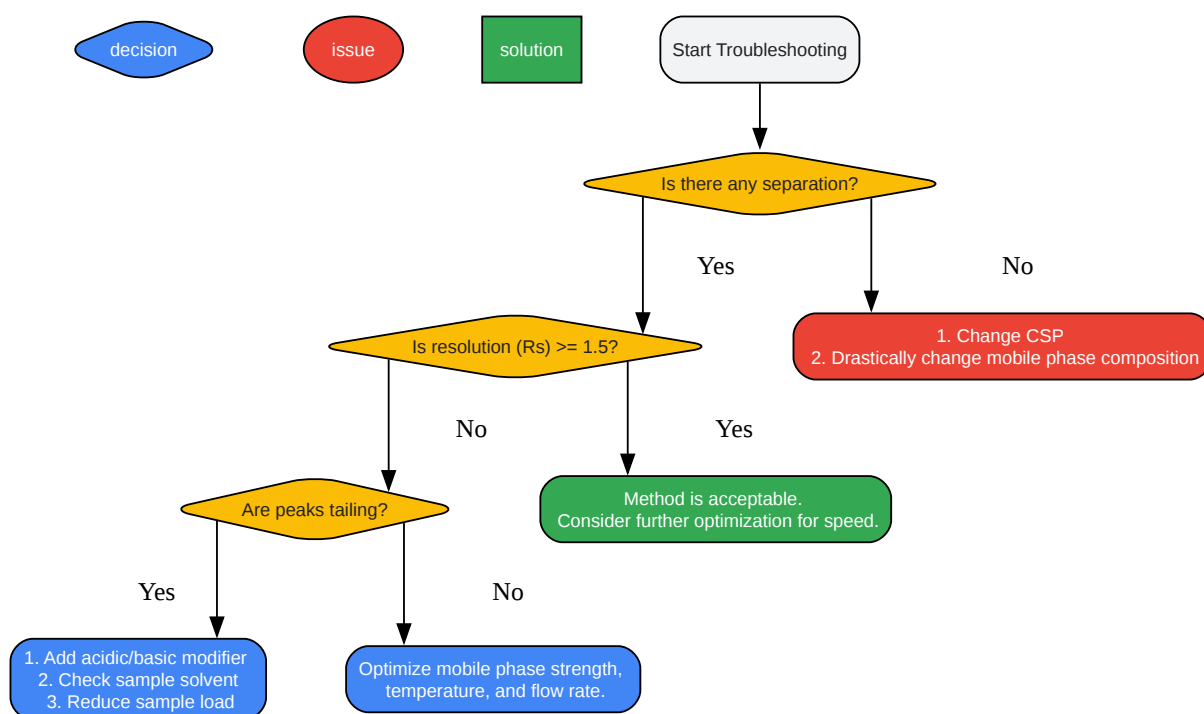 decision
issue
solution
Start Troubleshooting
Is there any separation?
Yes
No
1. Change CSP
2. Drastically change mobile phase composition
Is resolution (Rs) >= 1.5?
No
Yes
Method is acceptable.
Consider further optimization for speed.
Are peaks tailing?
Yes
No
1. Add acidic/basic modifier
2. Check sample solvent
3. Reduce sample load
Optimize mobile phase strength,
temperature, and flow rate.